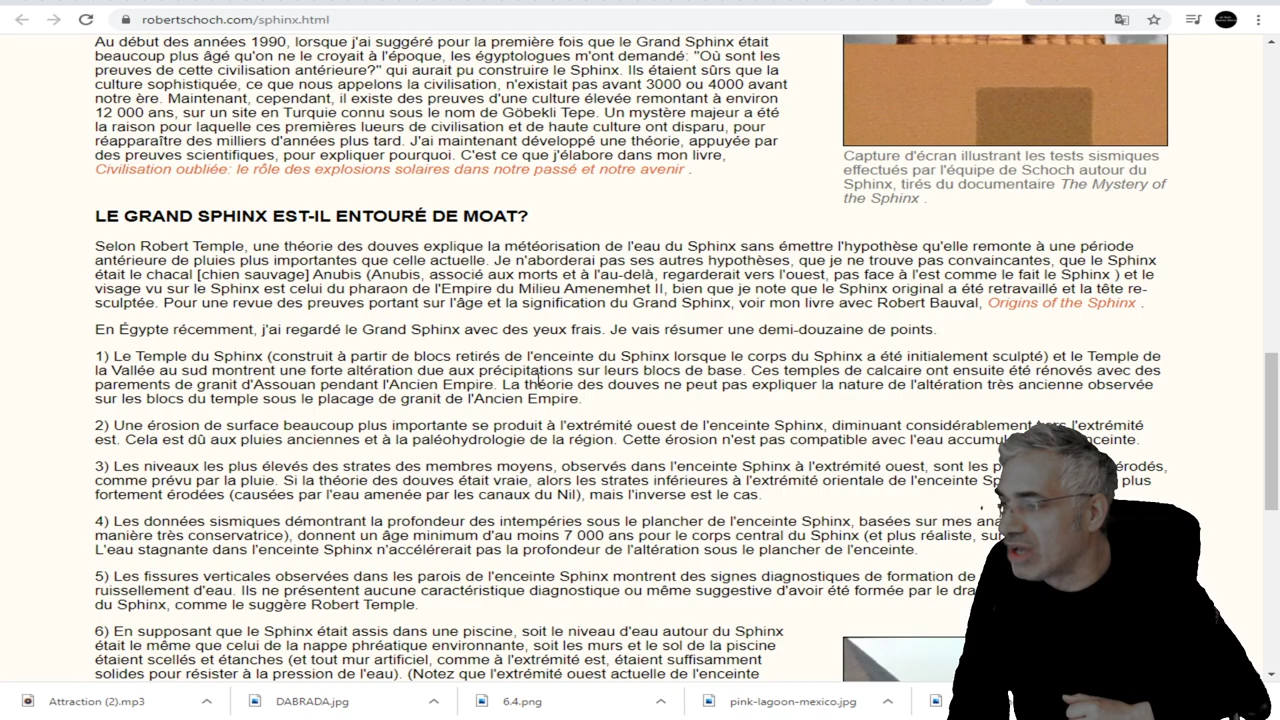 robertschoch.com/sphinx.html
Au début des années 1990, lorsque j'ai suggéré pour la première fois que le Grand Sphinx était
beaucoup plus âgé qu'on ne le croyait à l'époque, les égyptologues m'ont demandé: "Où sont les
preuves de cette civilisation antérieure?" qui aurait pu construire le Sphinx. Ils étaient sûrs que la
culture sophistiquée, ce que nous appelons la civilisation, n'existait pas avant 3000 ou 4000 avant
notre ère. Maintenant, cependant, il existe des preuves d'une culture élevée remontant à environ
12 000 ans, sur un site en Turquie connu sous le nom de Göbekli Tepe. Un mystère majeur a été
la raison pour laquelle ces premières lueurs de civilisation et de haute culture ont disparu, pour
réapparaître des milliers d'années plus tard. J'ai maintenant développé une théorie, appuyée par
des preuves scientifiques, pour expliquer pourquoi. C'est ce que j'élabore dans mon livre,
Civilisation oubliée: le rôle des explosions solaires dans notre passé et notre avenir .
Capture d'écran illustrant les tests sismiques
effectués par l'équipe de Schoch autour du
Sphinx, tirés du documentaire The Mystery of
the Sphinx .
LE GRAND SPHINX EST-IL ENTOURÉ DE MOAT?
Selon Robert Temple, une théorie des douves explique la météorisation de l'eau du Sphinx sans émettre l'hypothèse qu'elle remonte à une période
antérieure de pluies plus importantes que celle actuelle. Je n'aborderai pas ses autres hypothèses, que je ne trouve pas convaincantes, que le Sphinx
était le chacal [chien sauvage] Anubis (Anubis, associé aux morts et à l'au-delà, regarderait vers l'ouest, pas face à l'est comme le fait le Sphinx ) et le
visage vu sur le Sphinx est celui du pharaon de l'Empire du Milieu Amenemhet II, bien que je note que le Sphinx original a été retravaillé et la tête re-
sculptée. Pour une revue des preuves portant sur l'âge et la signification du Grand Sphinx, voir mon livre avec Robert Bauval, Origins of the Sphinx .
En Égypte récemment, j'ai regardé le Grand Sphinx avec des yeux frais. Je vais résumer une demi-douzaine de points.
1) Le Temple du Sphinx (construit à partir de blocs retirés de l'enceinte du Sphinx lorsque le corps du Sphinx a été initialement sculpté) et le Temple de
la Vallée au sud montrent une forte altération due aux précipitations sur leurs blocs de base. Ces temples de calcaire ont ensuite été rénovés avec des
parements de granit d'Assouan pendant l'Ancien Empire. La théorie des douves ne peut pas expliquer la nature de l'altération très ancienne observée
sur les blocs du temple sous le placage de granit de l'Ancien Empire.
2) Une érosion de surface beaucoup plus importante se produit à l'extrémité ouest de l'enceinte Sphinx, diminuant considérablement vers l'extrémité
est. Cela est dû aux pluies anciennes et à la paléohydrologie de la région. Cette érosion n'est pas compatible avec l'eau accumul enceinte.
3) Les niveaux les plus élevés des strates des membres moyens, observés dans l'enceinte Sphinx à l'extrémité ouest, sont les p érodés,
comme prévu par la pluie. Si la théorie des douves était vraie, alors les strates inférieures à l'extrémité orientale de l'enceinte Sp plus
fortement érodées (causées par l'eau amenée par les canaux du Nil), mais l'inverse est le cas.
4) Les données sismiques démontrant la profondeur des intempéries sous le plancher de l'enceinte Sphinx, basées sur mes ana
manière très conservatrice), donnent un âge minimum d'au moins 7 000 ans pour le corps central du Sphinx (et plus réaliste, su
L'eau stagnante dans l'enceinte Sphinx n'accélérerait pas la profondeur de l'altération sous le plancher de l'enceinte.
5) Les fissures verticales observées dans les parois de l'enceinte Sphinx montrent des signes diagnostiques de formation de
ruissellement d'eau. Ils ne présentent aucune caractéristique diagnostique ou même suggestive d'avoir été formée par le dra
du Sphinx, comme le suggère Robert Temple.
6) En supposant que le Sphinx était assis dans une piscine, soit le niveau d'eau autour du Sphinx
était le même que celui de la nappe phréatique environnante, soit les murs et le sol de la piscine
étaient scellés et étanches (et tout mur artificiel, comme à l'extrémité est, étaient suffisamment
solides pour résister à la pression de l'eau). (Notez que l'extrémité ouest actuelle de l'enceinte
Attraction (2).mp3
DABRADA.jpg
6.4.png
pink-lagoon-mexico.jpg